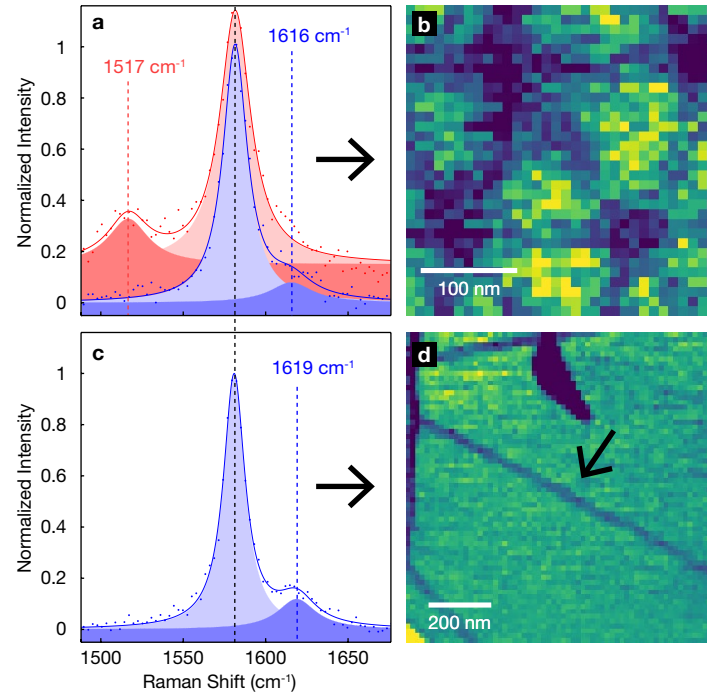 a
1616 cm⁻¹
1517 cm⁻¹
Normalized Intensity
1
0.8
0.6
0.4
0.2
0
b
100 nm
c
1619 cm⁻¹
Normalized Intensity
1
0.8
0.6
0.4
0.2
0
1500
1550
1600
1650
Raman Shift (cm⁻¹)
d
200 nm